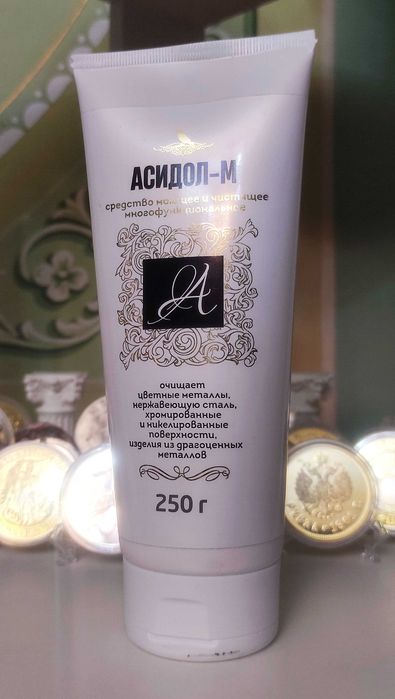 АСИДОЛ-М
средство моющее и чистящее
многофункциональное
А
очищает
цветные металлы,
нержавеющую сталь,
хромированные
и никелированные
поверхности,
изделия из драгоценных
металлов
250 г